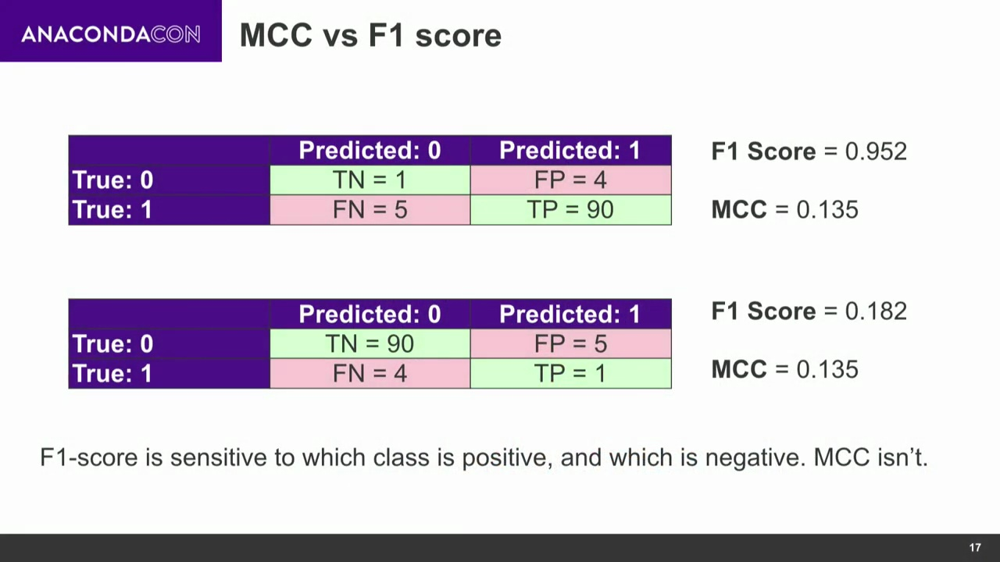 ANACONDACON
MCC vs F1 score
Predicted: 0 Predicted: 1
True: 0 TN = 1 FP = 4
True: 1 FN = 5 TP = 90
F1 Score = 0.952
MCC = 0.135
Predicted: 0 Predicted: 1
True: 0 TN = 90 FP = 5
True: 1 FN = 4 TP = 1
F1 Score = 0.182
MCC = 0.135
F1-score is sensitive to which class is positive, and which is negative. MCC isn’t.
17